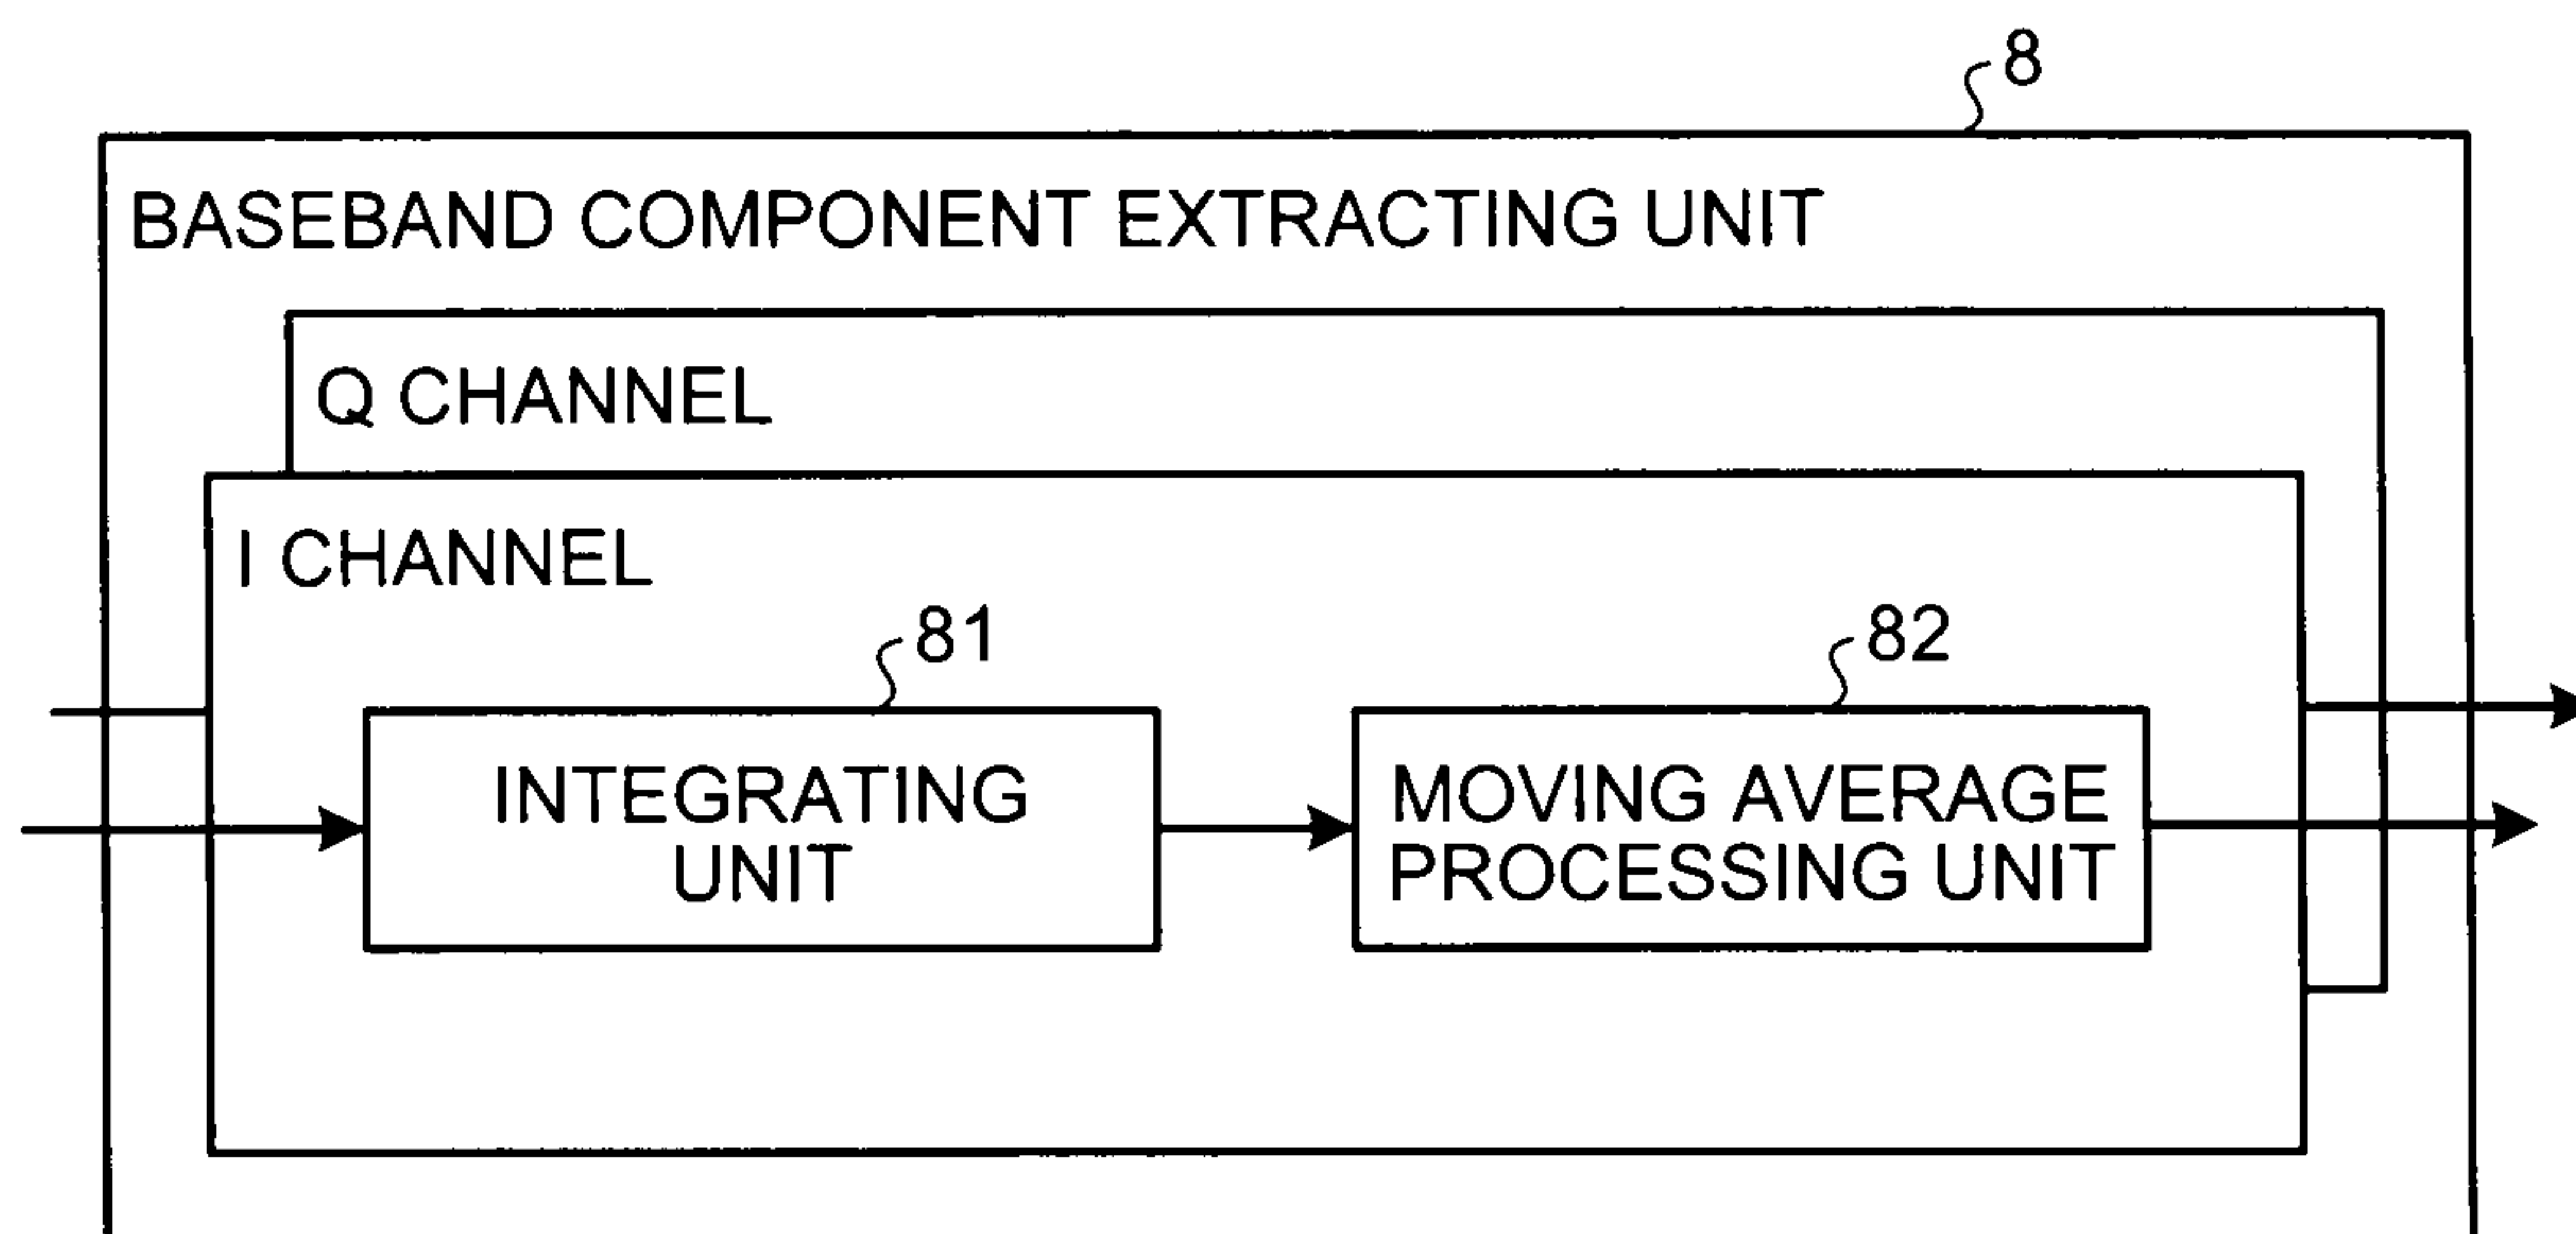 8
BASEBAND COMPONENT EXTRACTING UNIT
Q CHANNEL
I CHANNEL
81
82
INTEGRATING
UNIT
MOVING AVERAGE
PROCESSING UNIT